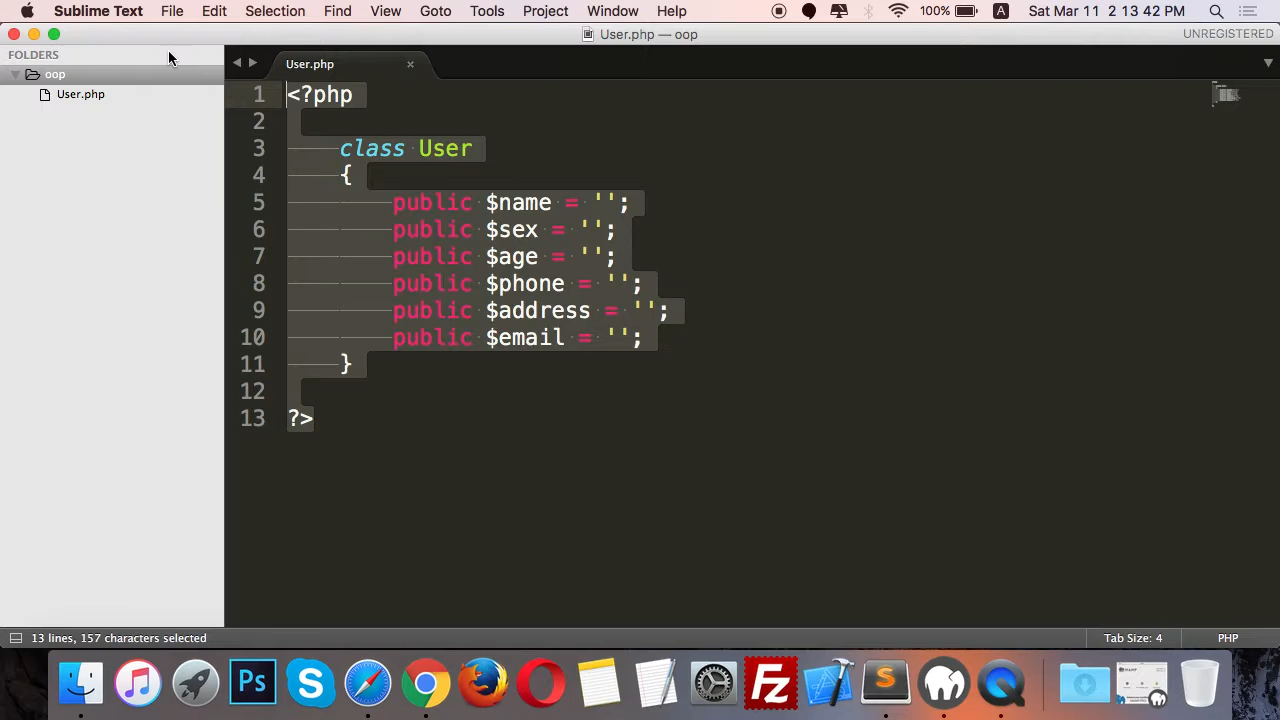 Sublime Text File Edit Selection Find View Goto Tools Project Window Help 100% A Sat Mar 11 2 13 42 PM
User.php — oop UNREGISTERED
FOLDERS
oop
User.php
User.php ×
1 <?php
2
3 class User
4 {
5 public $name = '';
6 public $sex = '';
7 public $age = '';
8 public $phone = '';
9 public $address = '';
10 public $email = '';
11 }
12
13 ?>
13 lines, 157 characters selected Tab Size: 4 PHP
Ps S Fz S